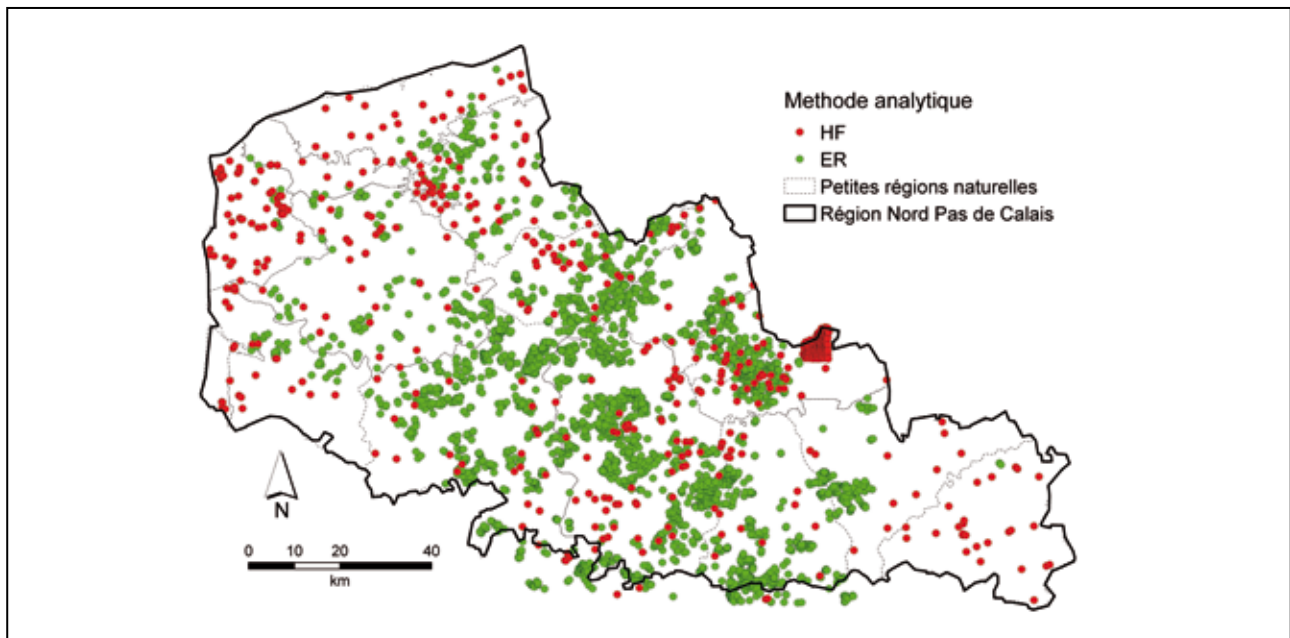 Methode analytique
HF
ER
Petites régions naturelles
Région Nord Pas de Calais
N
0 10 20 40
km